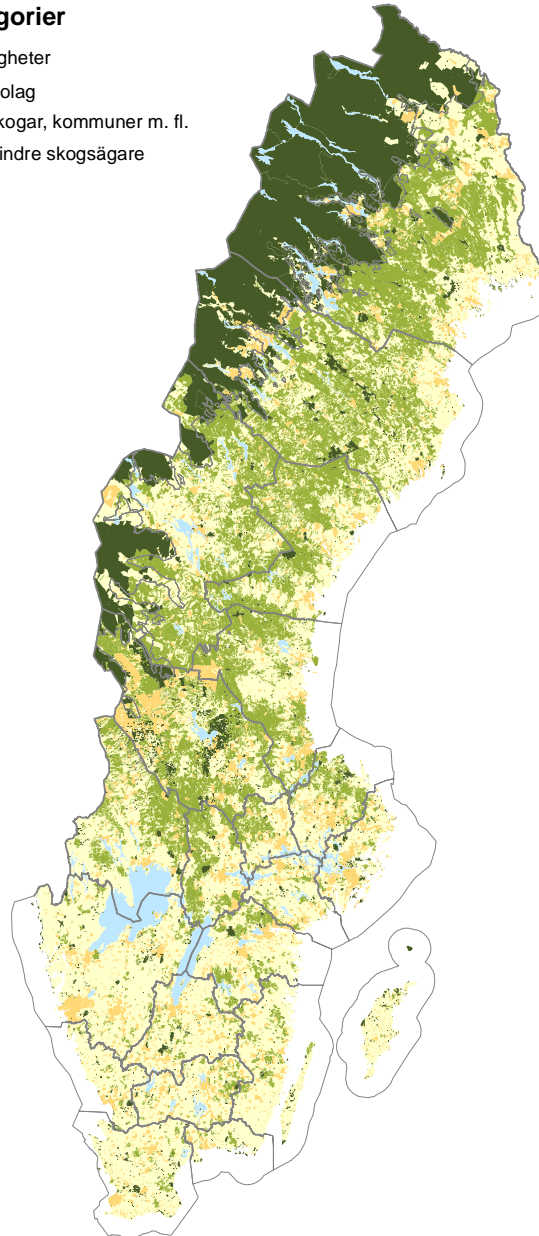 gorier
gheter
olag
kogar, kommuner m. fl.
indre skogsägare